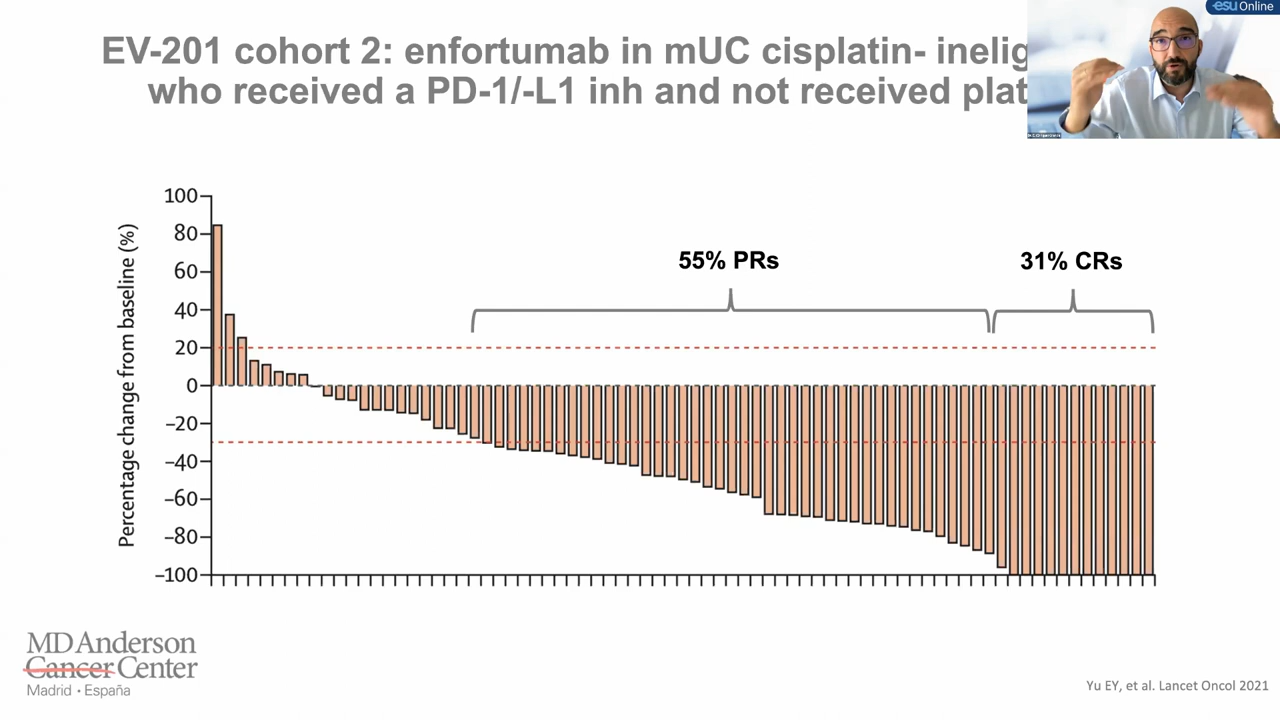 esu Online
EV-201 cohort 2: enfortumab in mUC cisplatin- inelig
who received a PD-1/-L1 inh and not received plat
Percentage change from baseline (%)
100
80
60
40
20
0
–20
–40
–60
–80
–100
55% PRs
31% CRs
MD Anderson
Cancer Center
Madrid • España
Yu EY, et al. Lancet Oncol 2021